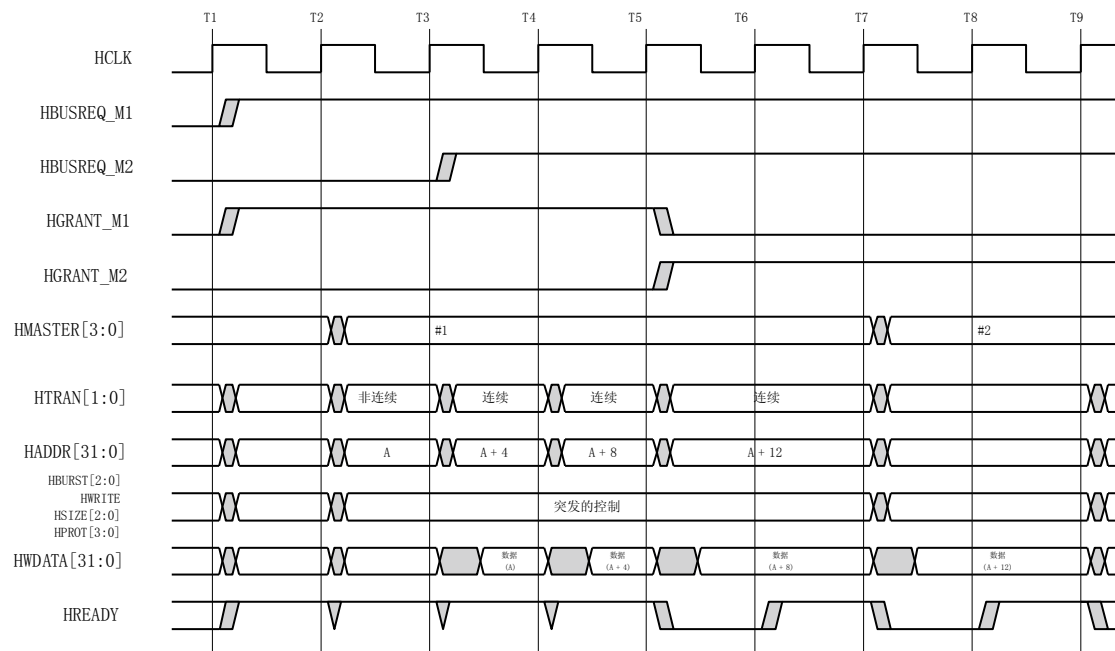 T1 T2 T3 T4 T5 T6 T7 T8 T9
HCLK
HBUSREQ_M1
HBUSREQ_M2
HGRANT_M1
HGRANT_M2
HMASTER[3:0] #1 #2
HTRAN[1:0] 非连续 连续 连续 连续
HADDR[31:0] A A + 4 A + 8 A + 12
HBURST[2:0]
HWRITE
HSIZE[2:0]
HPROT[3:0]
突发的控制
HWDATA[31:0] 数据 数据 数据 数据
(A) (A + 4) (A + 8) (A + 12)
HREADY